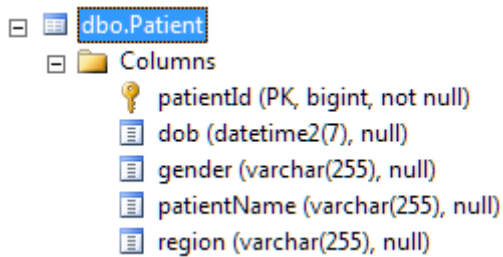 dbo.Patient
Columns
patientId (PK, bigint, not null)
dob (datetime2(7), null)
gender (varchar(255), null)
patientName (varchar(255), null)
region (varchar(255), null)